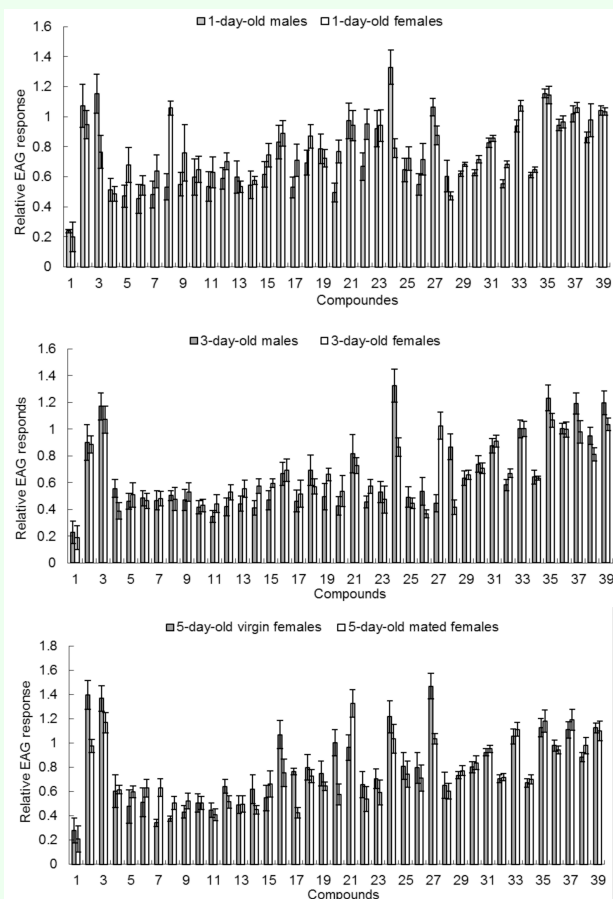 1-day-old males 1-day-old females
Relative EAG response
1.6
1.4
1.2
1
0.8
0.6
0.4
0.2
0
1 3 5 7 9 11 13 15 17 19 21 23 25 27 29 31 33 35 37 39
Compoundes
3-day-old males 3-day-old females
Relative EAG responds
1.6
1.4
1.2
1
0.8
0.6
0.4
0.2
0
1 3 5 7 9 11 13 15 17 19 21 23 25 27 29 31 33 35 37 39
Compounds
5-day-old virgin females 5-day-old mated females
Relative EAG response
1.8
1.6
1.4
1.2
1
0.8
0.6
0.4
0.2
0
1 3 5 7 9 11 13 15 17 19 21 23 25 27 29 31 33 35 37 39
Compounds